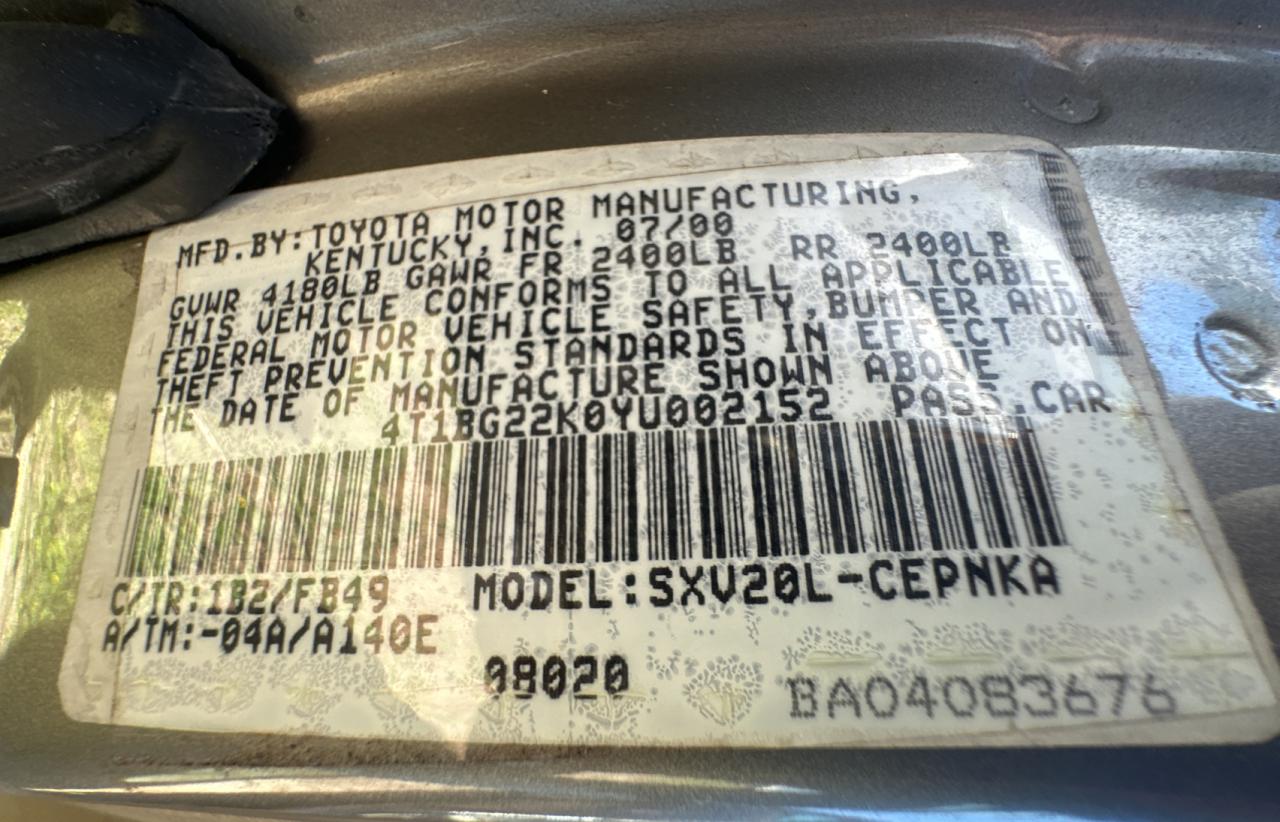 MFD.BY:TOYOTA MOTOR MANUFACTURING,
KENTUCKY,INC. 07/00
GVWR 4180LB GAWR FR 2400LB RR 2400LB
THIS VEHICLE CONFORMS TO ALL APPLICABLE
FEDERAL MOTOR VEHICLE SAFETY,BUMPER AND
THEFT PREVENTION STANDARDS IN EFFECT ON
THE DATE OF MANUFACTURE SHOWN ABOVE
4T1BG22K0YU002152 PASS.CAR
C/TR:1B2/FB49 MODEL:SXV20L-CEPNKA
A/TM:-04A/A140E
08020
BA04083676